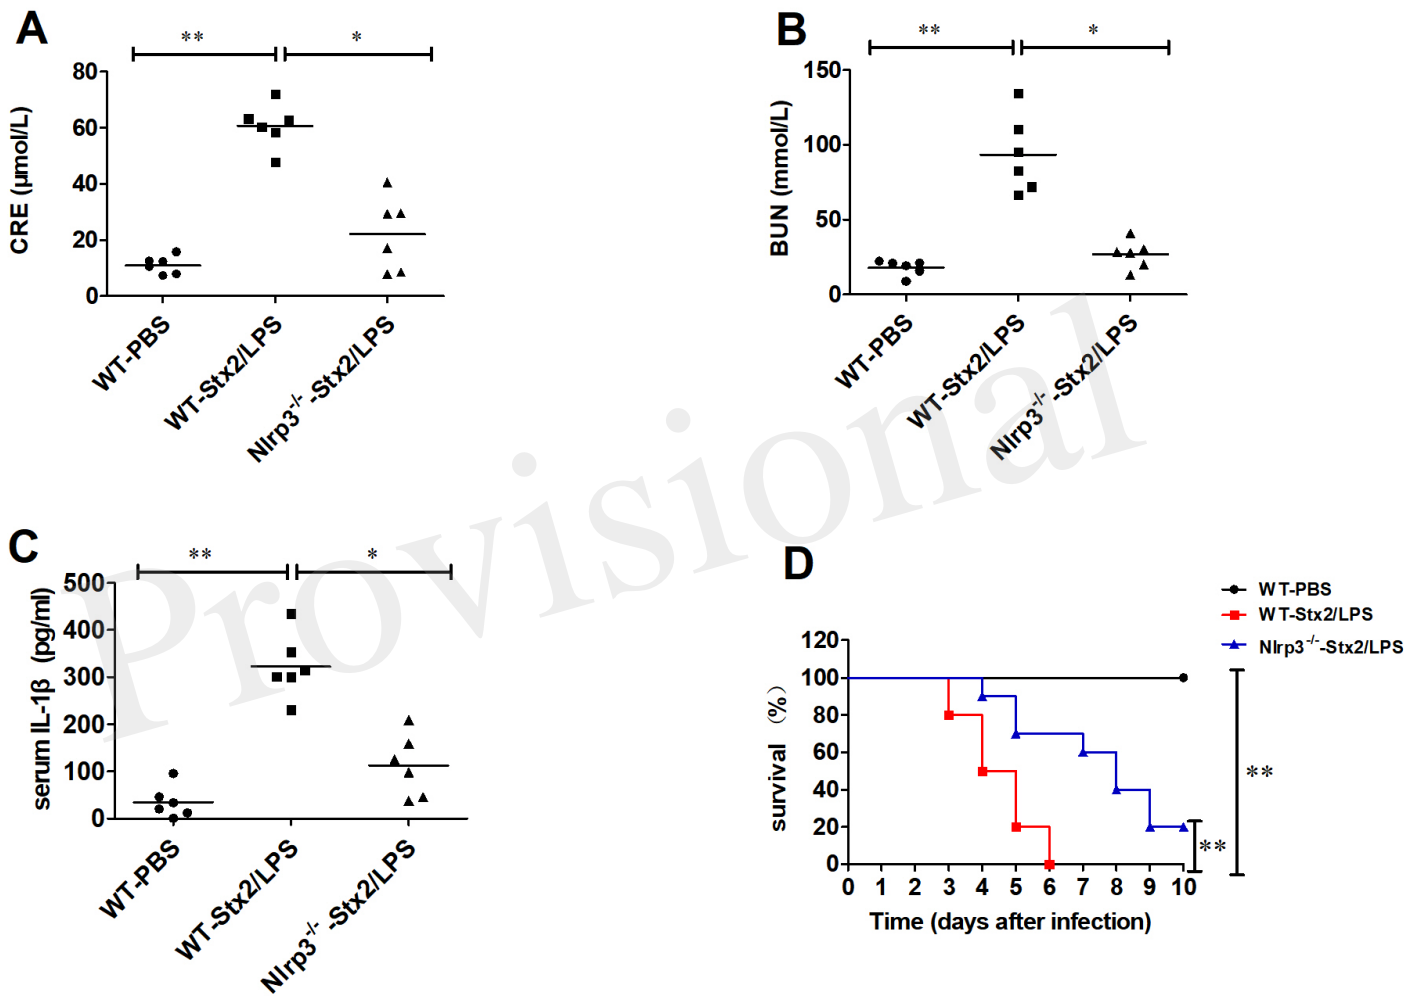 A
** *
CRE (μmol/L)
80
60
40
20
0
WT-PBS
WT-Stx2/LPS
Nlrp3-/--Stx2/LPS
B
** *
BUN (mmol/L)
150
100
50
0
WT-PBS
WT-Stx2/LPS
Nlrp3-/--Stx2/LPS
Provisional
C
** *
serum IL-1β (pg/ml)
500
400
300
200
100
0
WT-PBS
WT-Stx2/LPS
Nlrp3-/--Stx2/LPS
D
WT-PBS
WT-Stx2/LPS
Nlrp3-/--Stx2/LPS
survival (%)
120
100
80
60
40
20
0
0 1 2 3 4 5 6 7 8 9 10
Time (days after infection)
**
**